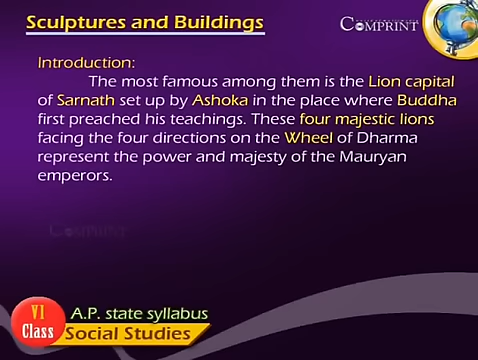 Sculptures and Buildings
COMPRINT
Introduction:
The most famous among them is the Lion capital
of Sarnath set up by Ashoka in the place where Buddha
first preached his teachings. These four majestic lions
facing the four directions on the Wheel of Dharma
represent the power and majesty of the Mauryan
emperors.
COMPRINT
VI
Class
A.P. state syllabus
Social Studies